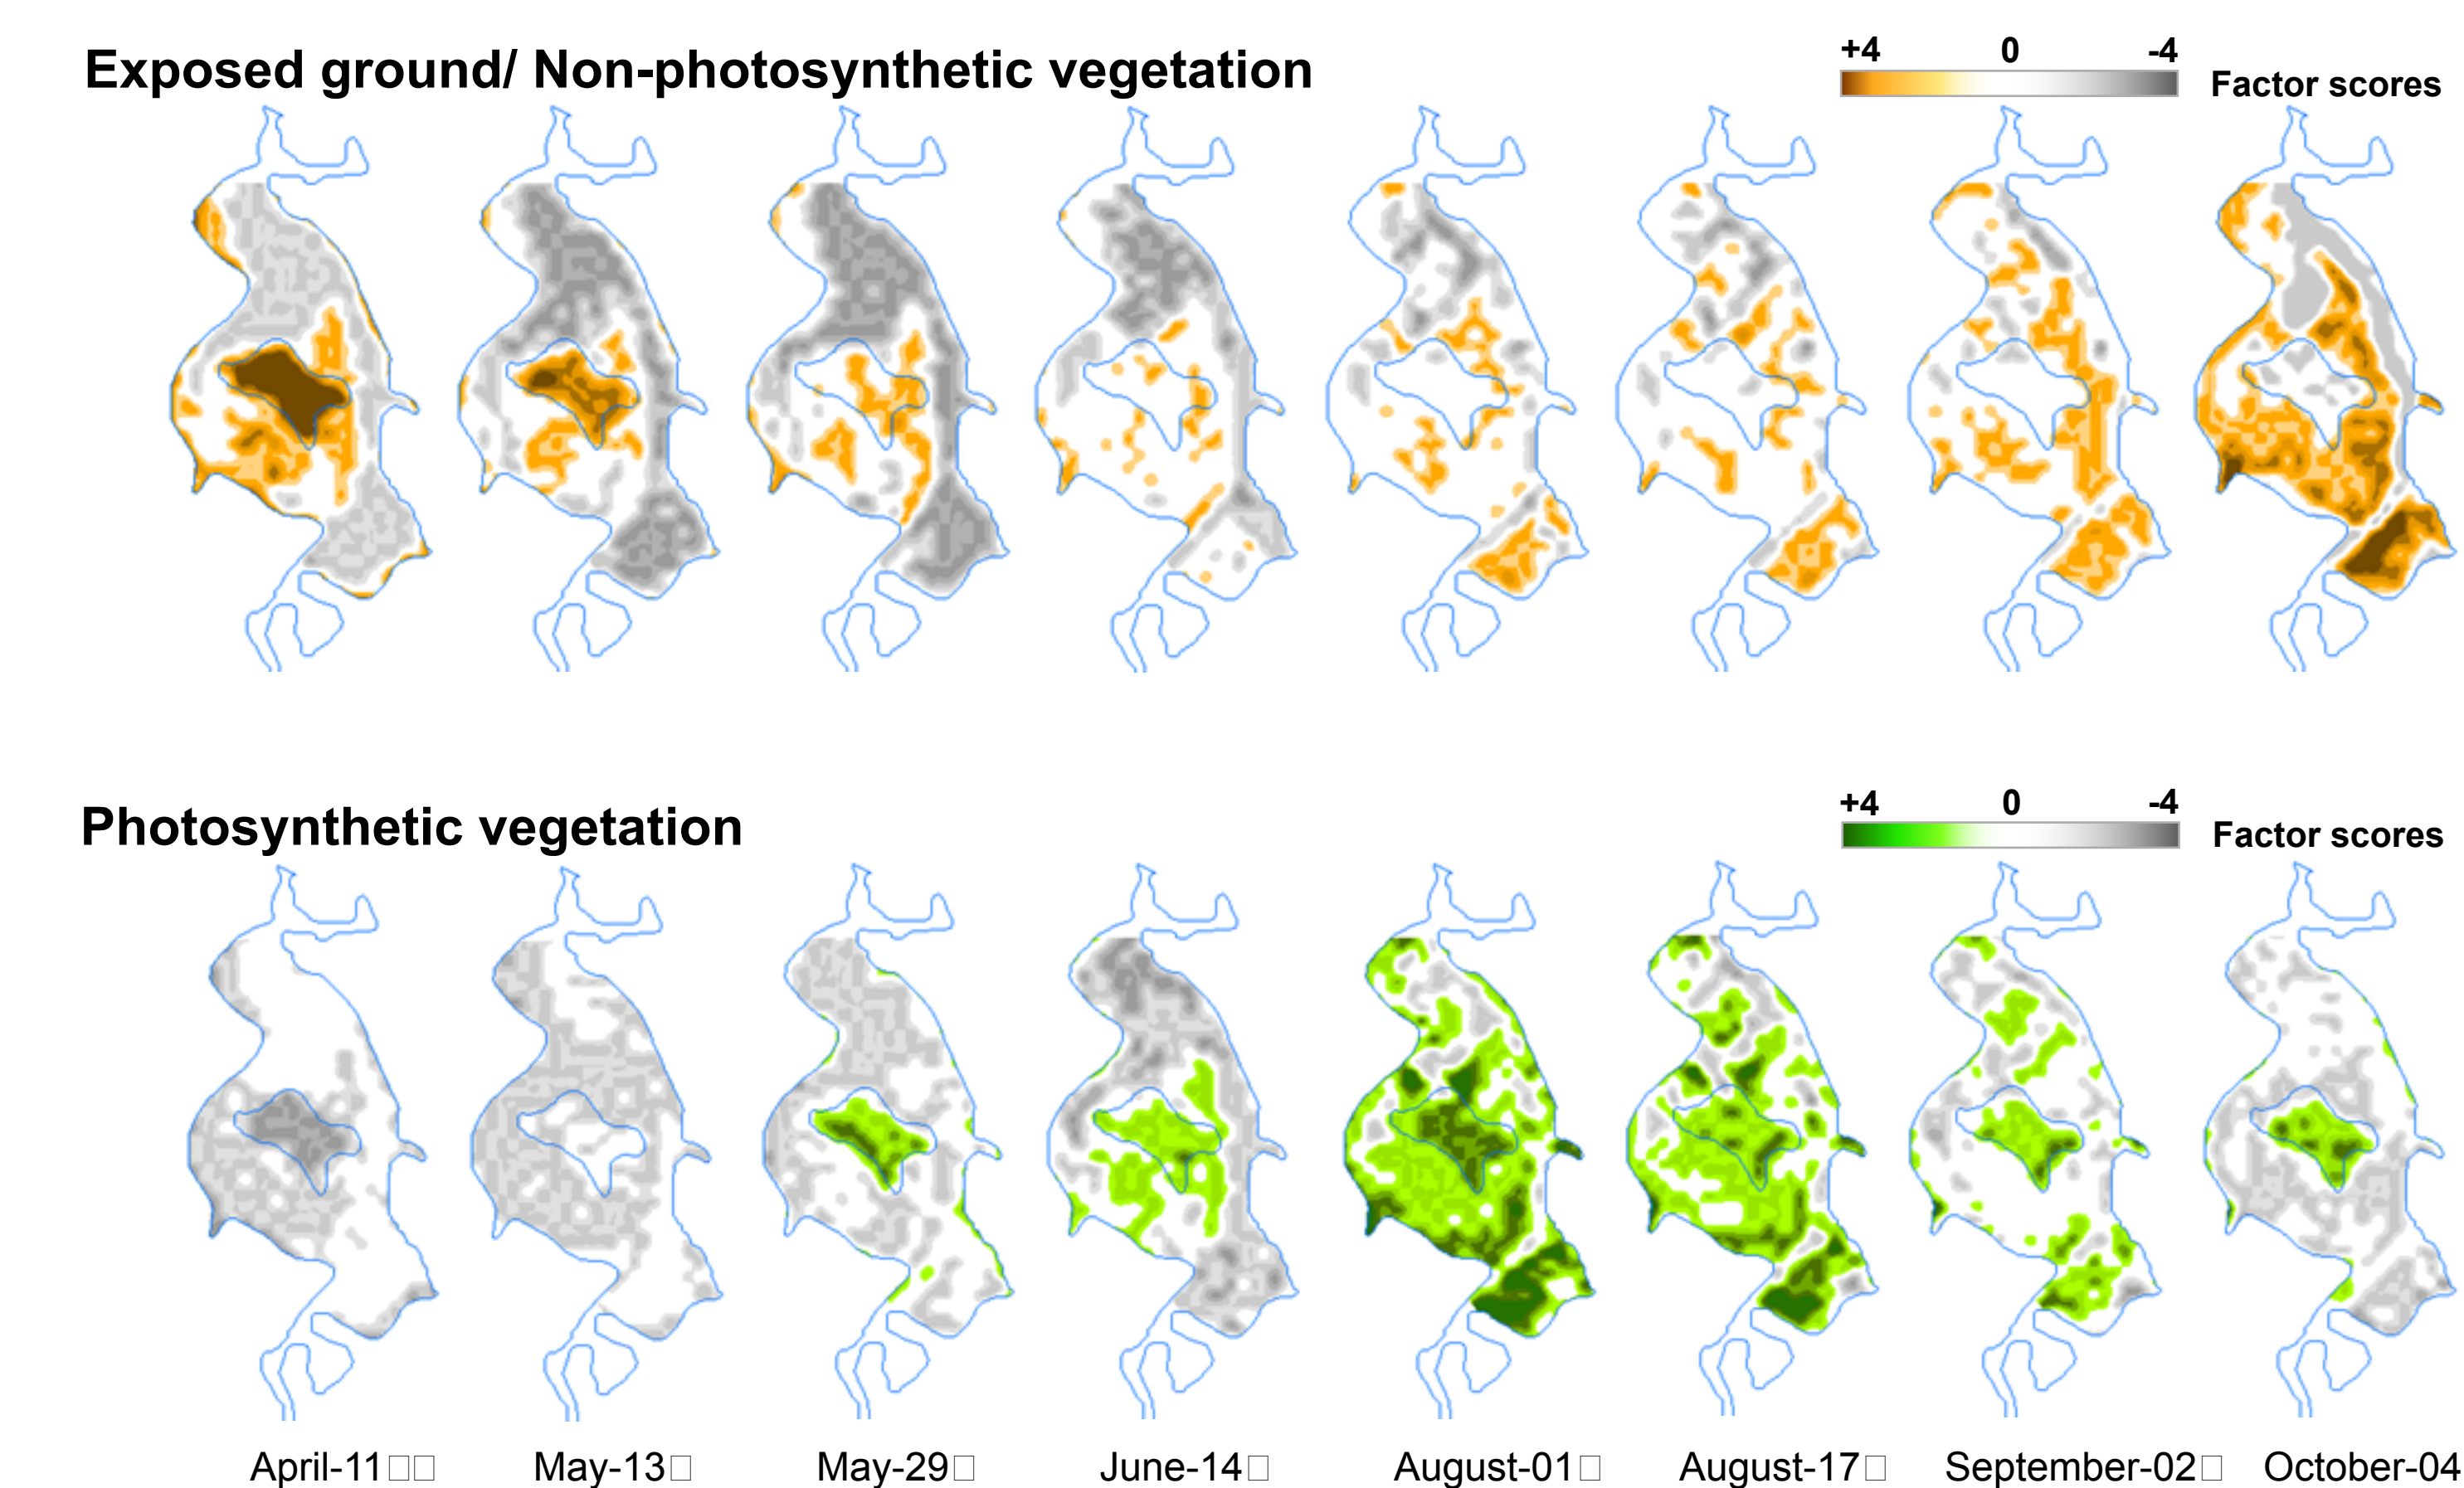 Exposed ground/ Non-photosynthetic vegetation
+4 0 -4
Factor scores
Photosynthetic vegetation
+4 0 -4
Factor scores
April-11 May-13 May-29 June-14 August-01 August-17 September-02 October-04